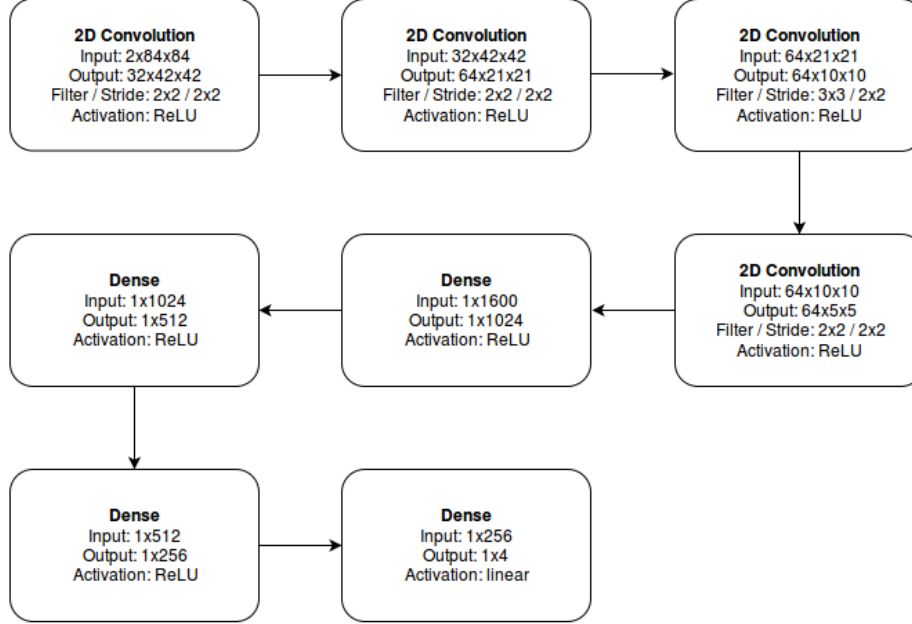 2D Convolution
Input: 2x84x84
Output: 32x42x42
Filter / Stride: 2x2 / 2x2
Activation: ReLU
2D Convolution
Input: 32x42x42
Output: 64x21x21
Filter / Stride: 2x2 / 2x2
Activation: ReLU
2D Convolution
Input: 64x21x21
Output: 64x10x10
Filter / Stride: 3x3 / 2x2
Activation: ReLU
2D Convolution
Input: 64x10x10
Output: 64x5x5
Filter / Stride: 2x2 / 2x2
Activation: ReLU
Dense
Input: 1x1600
Output: 1x1024
Activation: ReLU
Dense
Input: 1x1024
Output: 1x512
Activation: ReLU
Dense
Input: 1x512
Output: 1x256
Activation: ReLU
Dense
Input: 1x256
Output: 1x4
Activation: linear